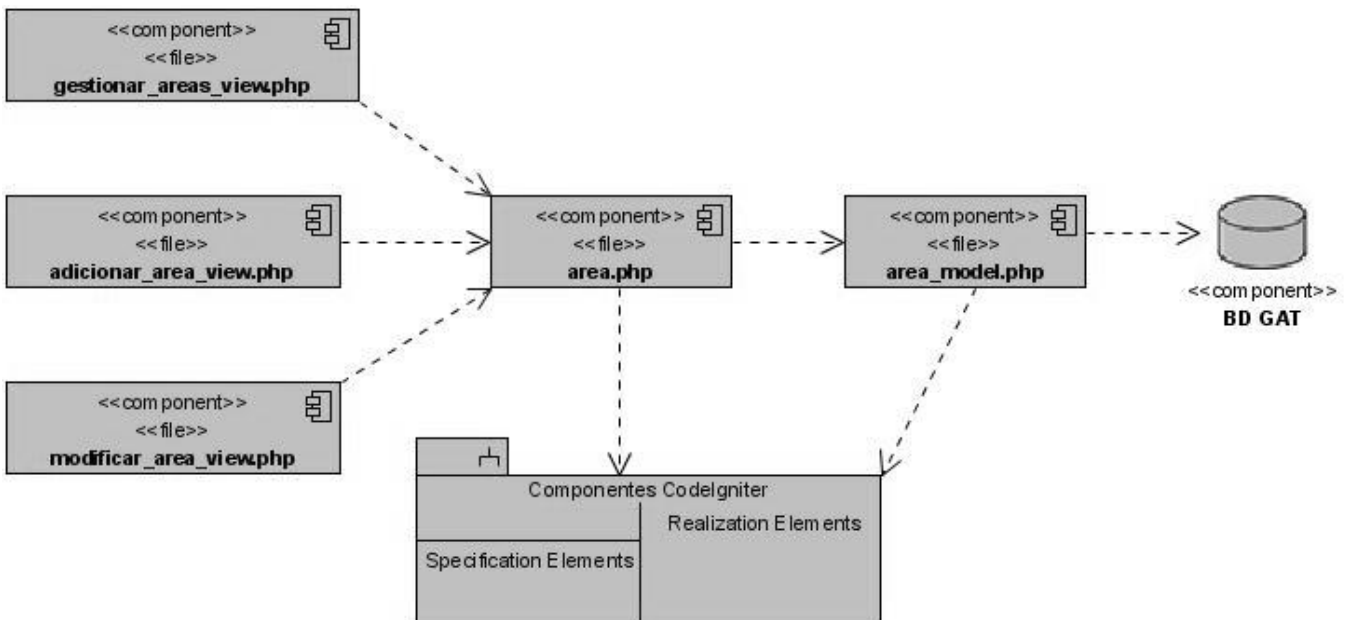 <<component>>
<<file>>
gestionar_areas_view.php
<<component>>
<<file>>
adicionar_area_view.php
<<component>>
<<file>>
area.php
<<component>>
<<file>>
area_model.php
<<component>>
BD GAT
<<component>>
<<file>>
modificar_area_view.php
Componentes CodeIgniter
Realization Elements
Specification Elements